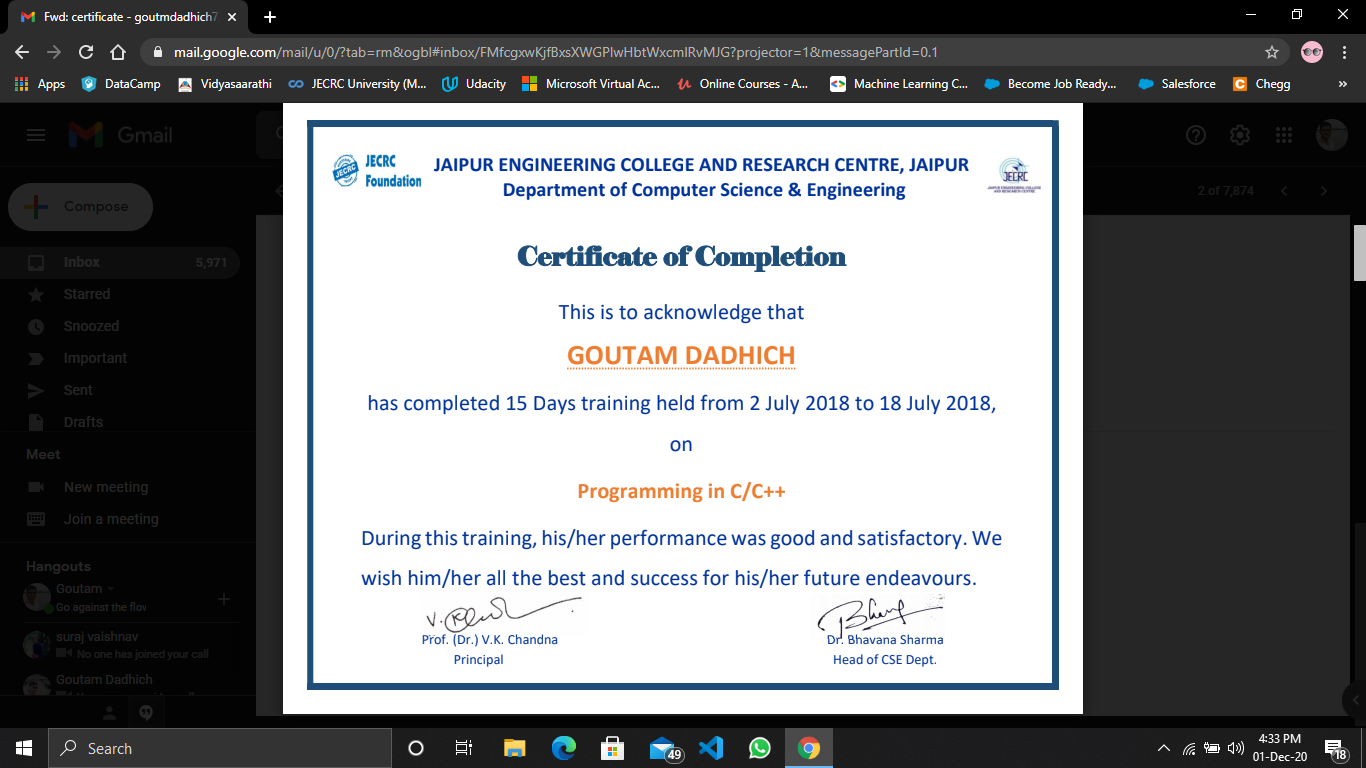 Fwd: certificate - goutmdadhich7
mail.google.com/mail/u/0/?tab=rm&ogbl#inbox/FMfcgxwKjfBxsXWGPlwHbtWxcmlRvMJG?projector=1&messagePartId=0.1
Apps DataCamp Vidyasaarathi JECRC University (M... Udacity Microsoft Virtual Ac... Online Courses - A... Machine Learning C... Become Job Ready... Salesforce Chegg »
Gmail
Compose
2 of 7,874
Inbox 5,971
Starred
Snoozed
Important
Sent
Drafts
Meet
New meeting
Join a meeting
Hangouts
Goutam
Go against the flow
suraj vaishnav
No one has joined your call
Goutam Dadhich
JECRC
JECRC Foundation
JAIPUR ENGINEERING COLLEGE AND RESEARCH CENTRE, JAIPUR
Department of Computer Science & Engineering
JECRC
JAIPUR ENGINEERING COLLEGE
AND RESEARCH CENTRE
Certificate of Completion
This is to acknowledge that
GOUTAM DADHICH
has completed 15 Days training held from 2 July 2018 to 18 July 2018,
on
Programming in C/C++
During this training, his/her performance was good and satisfactory. We
wish him/her all the best and success for his/her future endeavours.
Prof. (Dr.) V.K. Chandna
Principal
Dr. Bhavana Sharma
Head of CSE Dept.
Search
49
4:33 PM
01-Dec-20
18